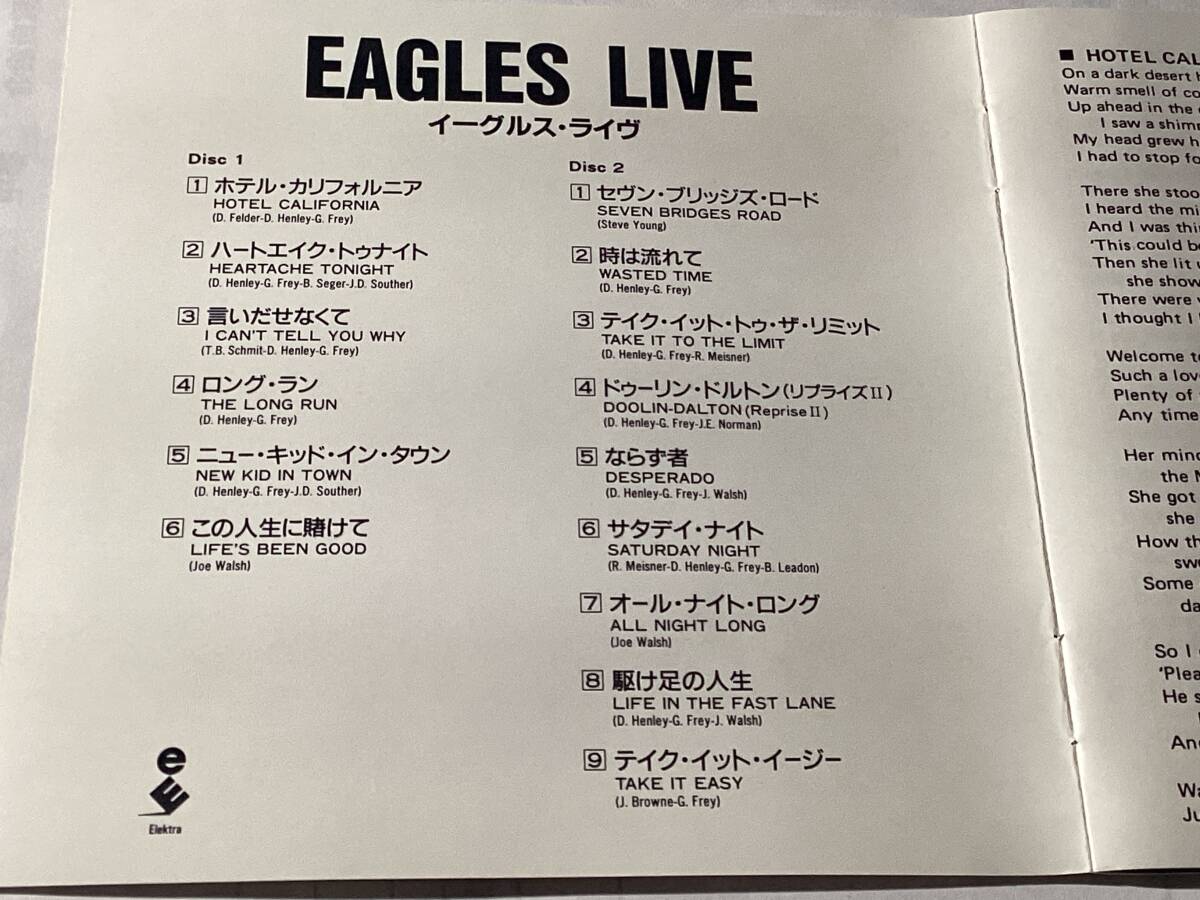 EAGLES LIVE
イーグルス・ライヴ
Disc 1
1 ホテル・カリフォルニア
HOTEL CALIFORNIA
(D. Felder-D. Henley-G. Frey)
2 ハートエイク・トゥナイト
HEARTACHE TONIGHT
(D. Henley-G. Frey-B. Seger-J.D. Souther)
3 言いだせなくて
I CAN'T TELL YOU WHY
(T.B. Schmit-D. Henley-G. Frey)
4 ロング・ラン
THE LONG RUN
(D. Henley-G. Frey)
5 ニュー・キッド・イン・タウン
NEW KID IN TOWN
(D. Henley-G. Frey-J.D. Souther)
6 この人生に賭けて
LIFE'S BEEN GOOD
(Joe Walsh)
Disc 2
1 セヴン・ブリッジズ・ロード
SEVEN BRIDGES ROAD
(Steve Young)
2 時は流れて
WASTED TIME
(D. Henley-G. Frey)
3 テイク・イット・トゥ・ザ・リミット
TAKE IT TO THE LIMIT
(D. Henley-G. Frey-R. Meisner)
4 ドゥーリン・ドルトン(リプライズII)
DOOLIN-DALTON (Reprise II)
(D. Henley-G. Frey-J.E. Norman)
5 ならず者
DESPERADO
(D. Henley-G. Frey-J. Walsh)
6 サタデイ・ナイト
SATURDAY NIGHT
(R. Meisner-D. Henley-G. Frey-B. Leadon)
7 オール・ナイト・ロング
ALL NIGHT LONG
(Joe Walsh)
8 駆け足の人生
LIFE IN THE FAST LANE
(D. Henley-G. Frey-J. Walsh)
9 テイク・イット・イージー
TAKE IT EASY
(J. Browne-G. Frey)
Elektra
■ HOTEL CAL
On a dark desert h
Warm smell of co
Up ahead in the
I saw a shim
My head grew h
I had to stop fo
There she stoo
I heard the mi
And I was thi
'This could be
Then she lit
she show
There were
I thought I
Welcome to
Such a lov
Plenty of
Any time
Her mind
the
She got
she
How th
sw
Some
da
So I
'Plea
He s
An
W
Ju